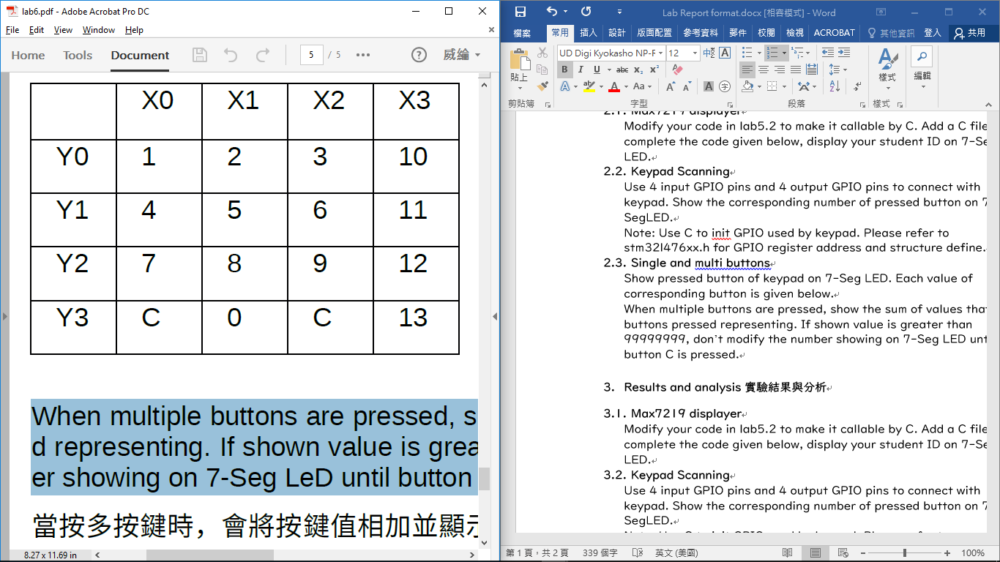 lab6.pdf - Adobe Acrobat Pro DC
File Edit View Window Help
Home Tools Document 5 / 5 威綸
X0 X1 X2 X3
Y0 1 2 3 10
Y1 4 5 6 11
Y2 7 8 9 12
Y3 C 0 C 13
When multiple buttons are pressed, s
d representing. If shown value is grea
er showing on 7-Seg LeD until button
當按多按鍵時，會將按鍵值相加並顯示
8.27 x 11.69 in
Lab Report format.docx [相容模式] - Word
檔案 常用 插入 設計 版面配置 參考資料 郵件 校閱 檢視 ACROBAT 其他資訊 登入 共用
貼上 UD Digi Kyokasho NP-F 12 樣式 編輯
剪貼簿 字型 段落 樣式
2.1. Max7219 displayer
Modify your code in lab5.2 to make it callable by C. Add a C file
complete the code given below, display your student ID on 7-Se
LED.
2.2. Keypad Scanning
Use 4 input GPIO pins and 4 output GPIO pins to connect with
keypad. Show the corresponding number of pressed button on 7
SegLED.
Note: Use C to init GPIO used by keypad. Please refer to
stm32l476xx.h for GPIO register address and structure define.
2.3. Single and multi buttons
Show pressed button of keypad on 7-Seg LED. Each value of
corresponding button is given below.
When multiple buttons are pressed, show the sum of values that
buttons pressed representing. If shown value is greater than
99999999, don't modify the number showing on 7-Seg LED unt
button C is pressed.
3. Results and analysis 實驗結果與分析
3.1. Max7219 displayer
Modify your code in lab5.2 to make it callable by C. Add a C file
complete the code given below, display your student ID on 7-Se
LED.
3.2. Keypad Scanning
Use 4 input GPIO pins and 4 output GPIO pins to connect with
keypad. Show the corresponding number of pressed button on 7
SegLED.
第 1 頁，共 2 頁 339 個字 英文 (美國) 100%